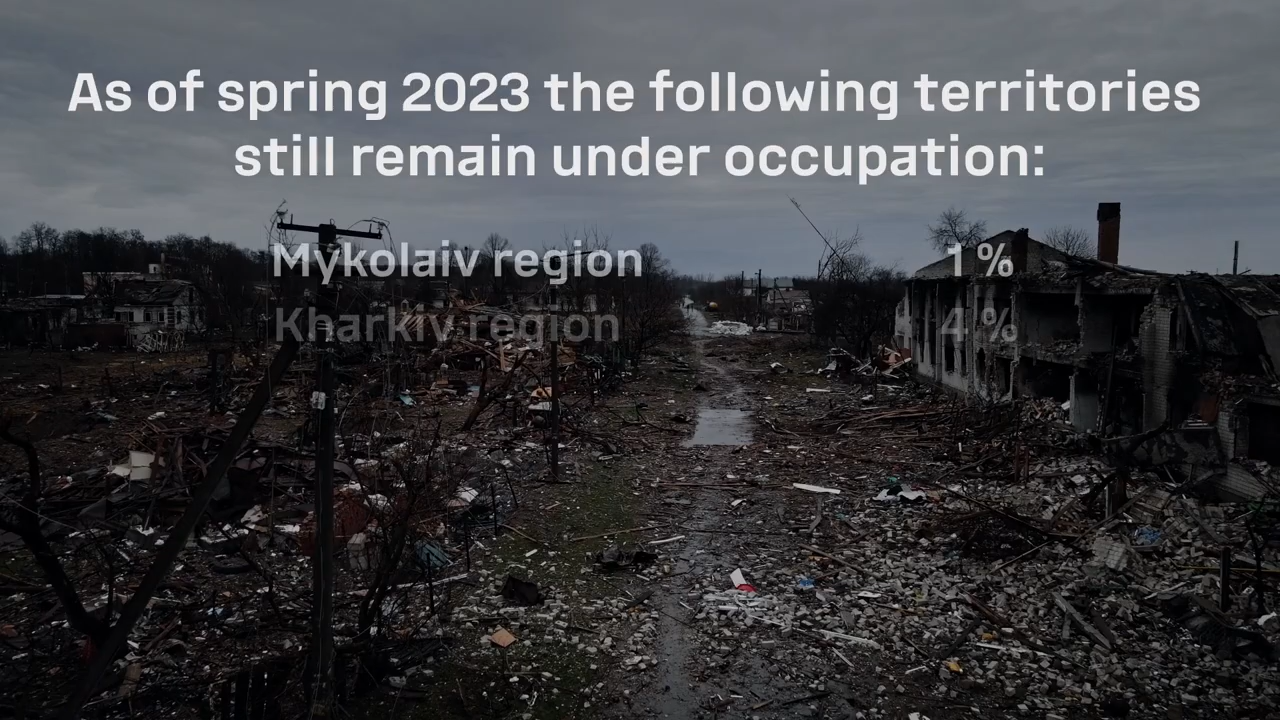 As of spring 2023 the following territories
still remain under occupation:
Mykolaiv region 1 %
Kharkiv region 4 %